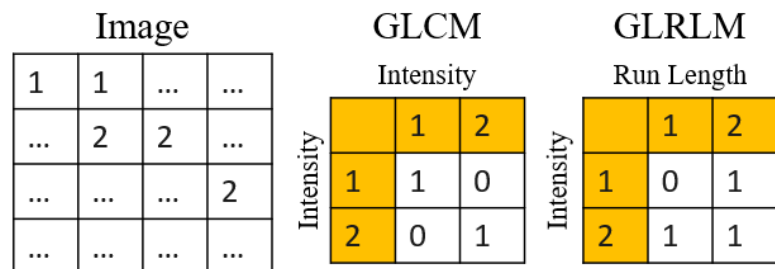 Image GLCM GLRLM
Intensity Run Length
1 1 ... ...
... 2 2 ...
... ... ... 2
... ... ... ...
Intensity
1 2
1 1 0
2 0 1
Intensity
1 2
1 0 1
2 1 1